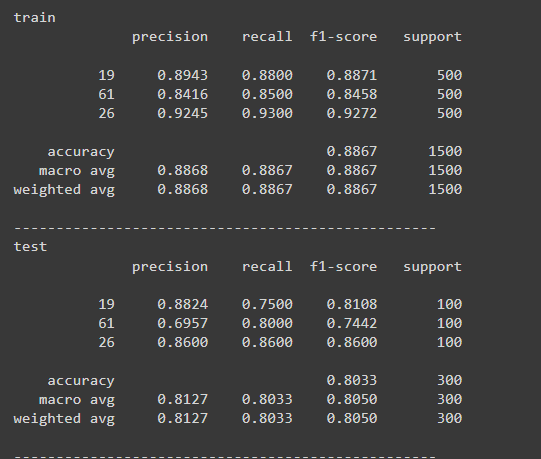 train
precision recall f1-score support
19 0.8943 0.8800 0.8871 500
61 0.8416 0.8500 0.8458 500
26 0.9245 0.9300 0.9272 500
accuracy 0.8867 1500
macro avg 0.8868 0.8867 0.8867 1500
weighted avg 0.8868 0.8867 0.8867 1500
--------------------------------------------------
test
precision recall f1-score support
19 0.8824 0.7500 0.8108 100
61 0.6957 0.8000 0.7442 100
26 0.8600 0.8600 0.8600 100
accuracy 0.8033 300
macro avg 0.8127 0.8033 0.8050 300
weighted avg 0.8127 0.8033 0.8050 300
--------------------------------------------------